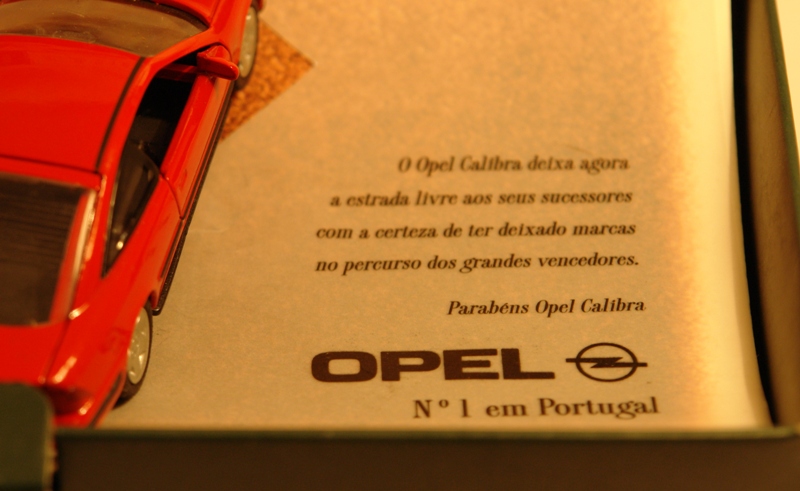 O Opel Calibra deixa agora
a estrada livre aos seus sucessores
com a certeza de ter deixado marcas
no percurso dos grandes vencedores.
Parabéns Opel Calibra
OPEL
Nº 1 em Portugal